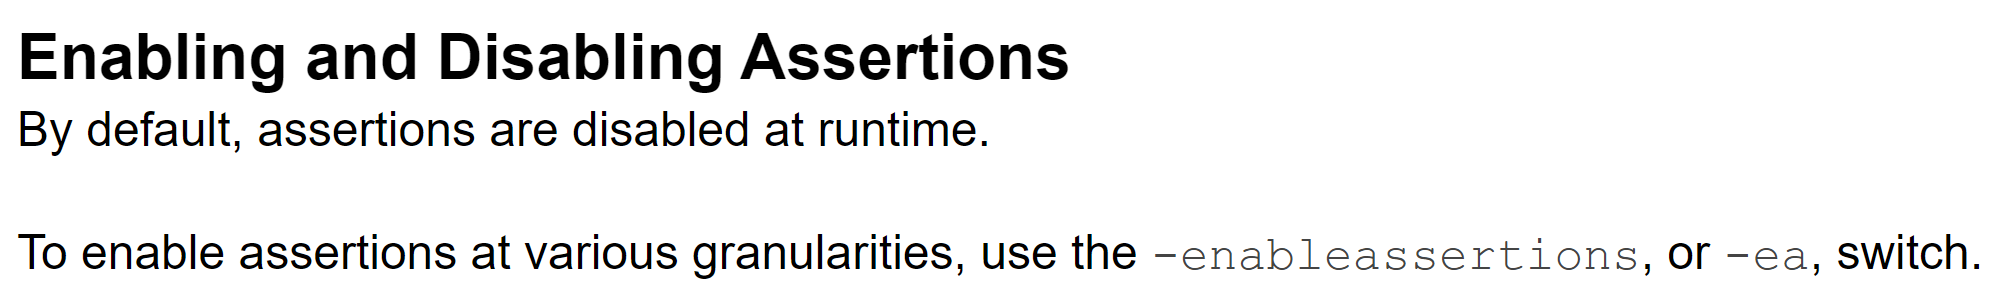 Enabling and Disabling Assertions
By default, assertions are disabled at runtime.
To enable assertions at various granularities, use the -enableassertions, or -ea, switch.